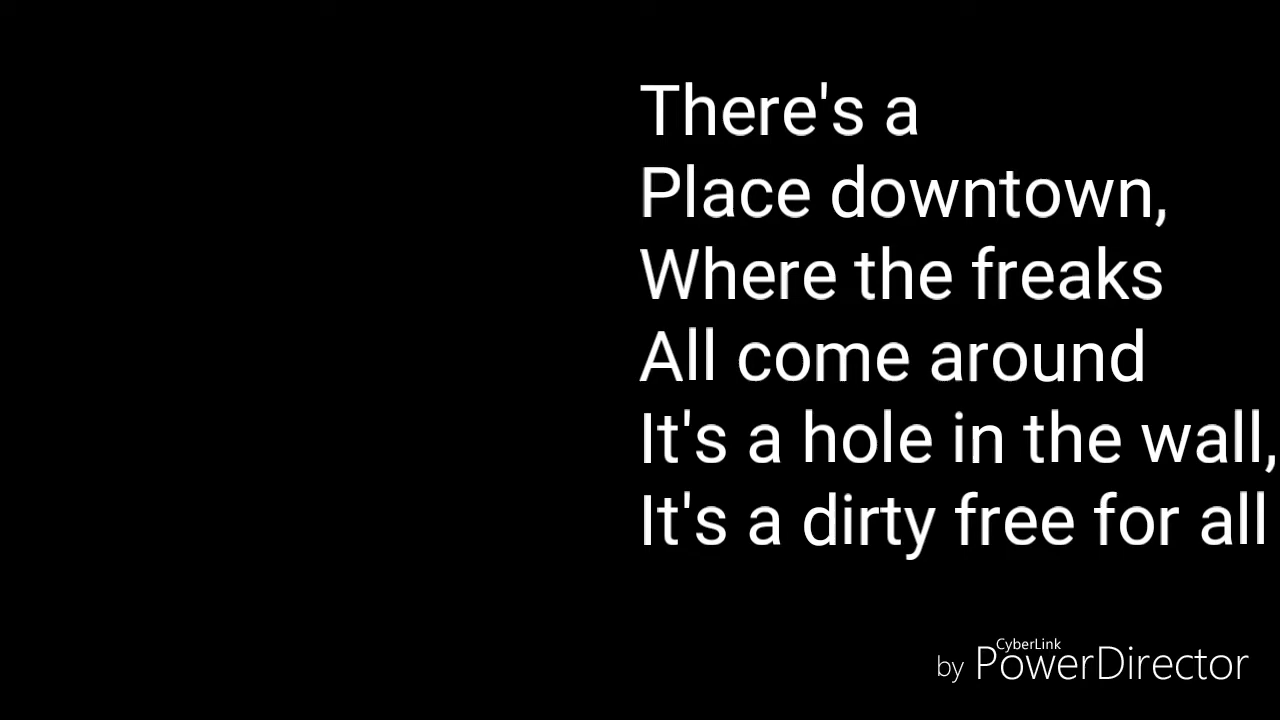 There's a
Place downtown,
Where the freaks
All come around
It's a hole in the wall,
It's a dirty free for all
CyberLink
by PowerDirector